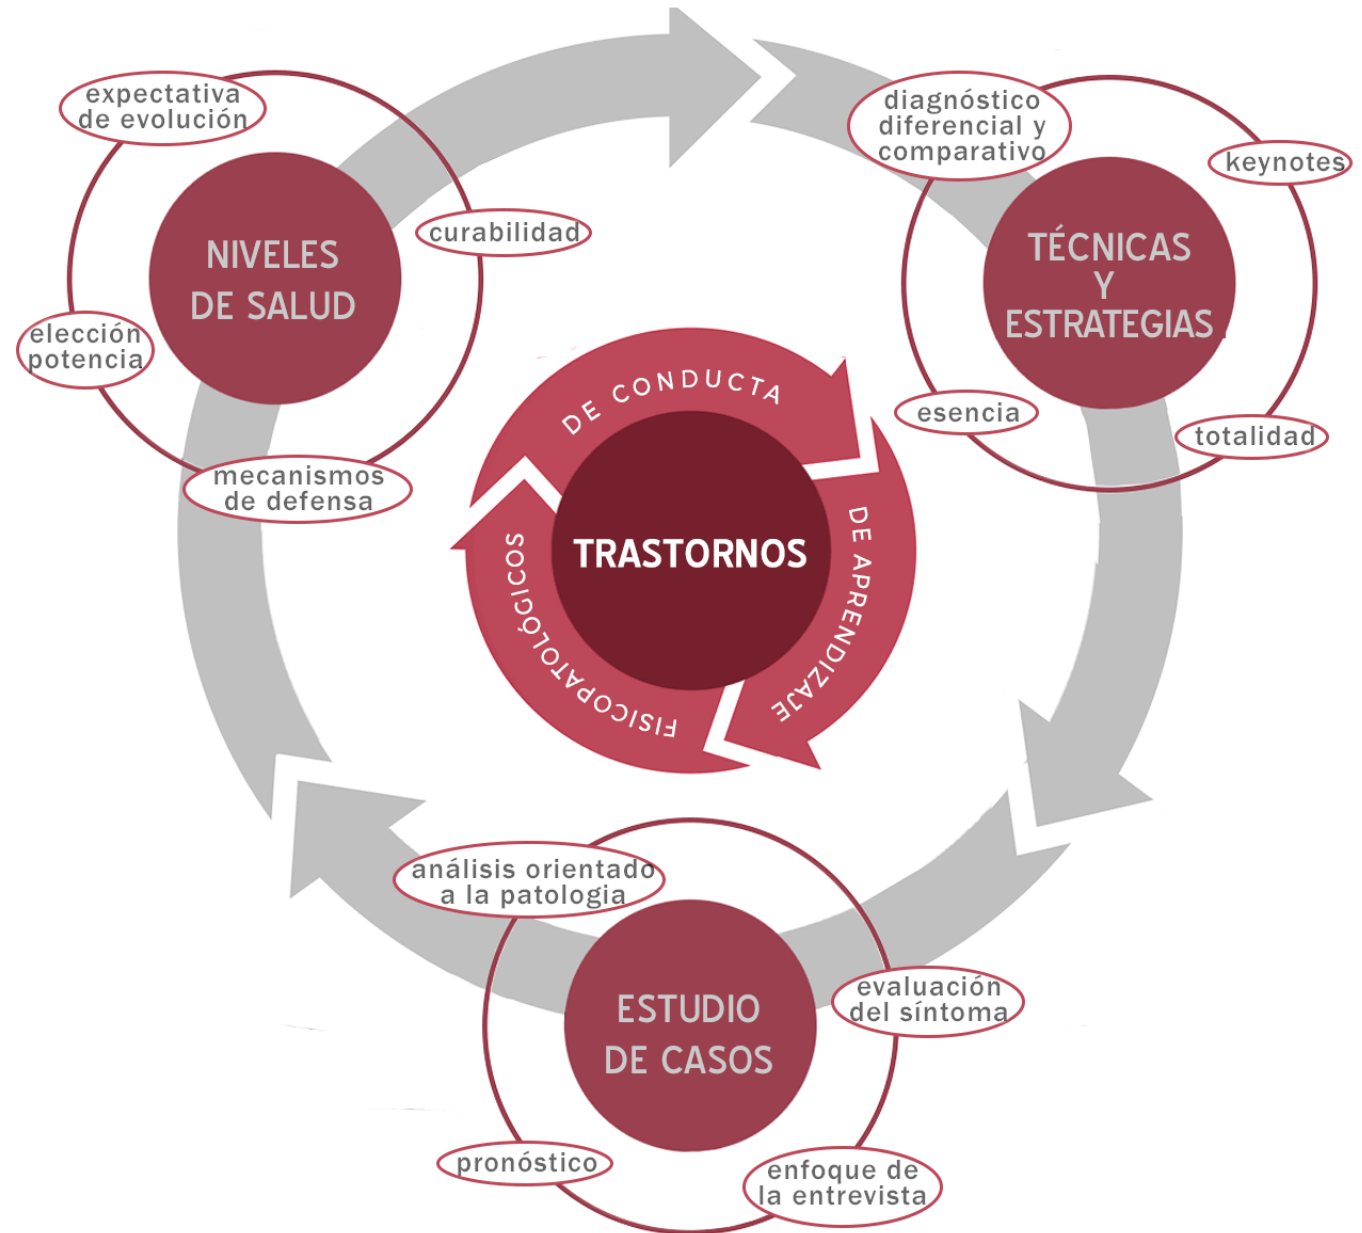 expectativa
de evolución
curabilidad
NIVELES
DE SALUD
elección
potencia
mecanismos
de defensa
diagnóstico
diferencial y
comparativo
keynotes
TÉCNICAS
Y
ESTRATEGIAS
esencia
totalidad
DE CONDUCTA
DE APRENDIZAJE
FISICOPATOLÓGICOS
TRASTORNOS
análisis orientado
a la patologia
evaluación
del síntoma
ESTUDIO
DE CASOS
pronóstico
enfoque de
la entrevista